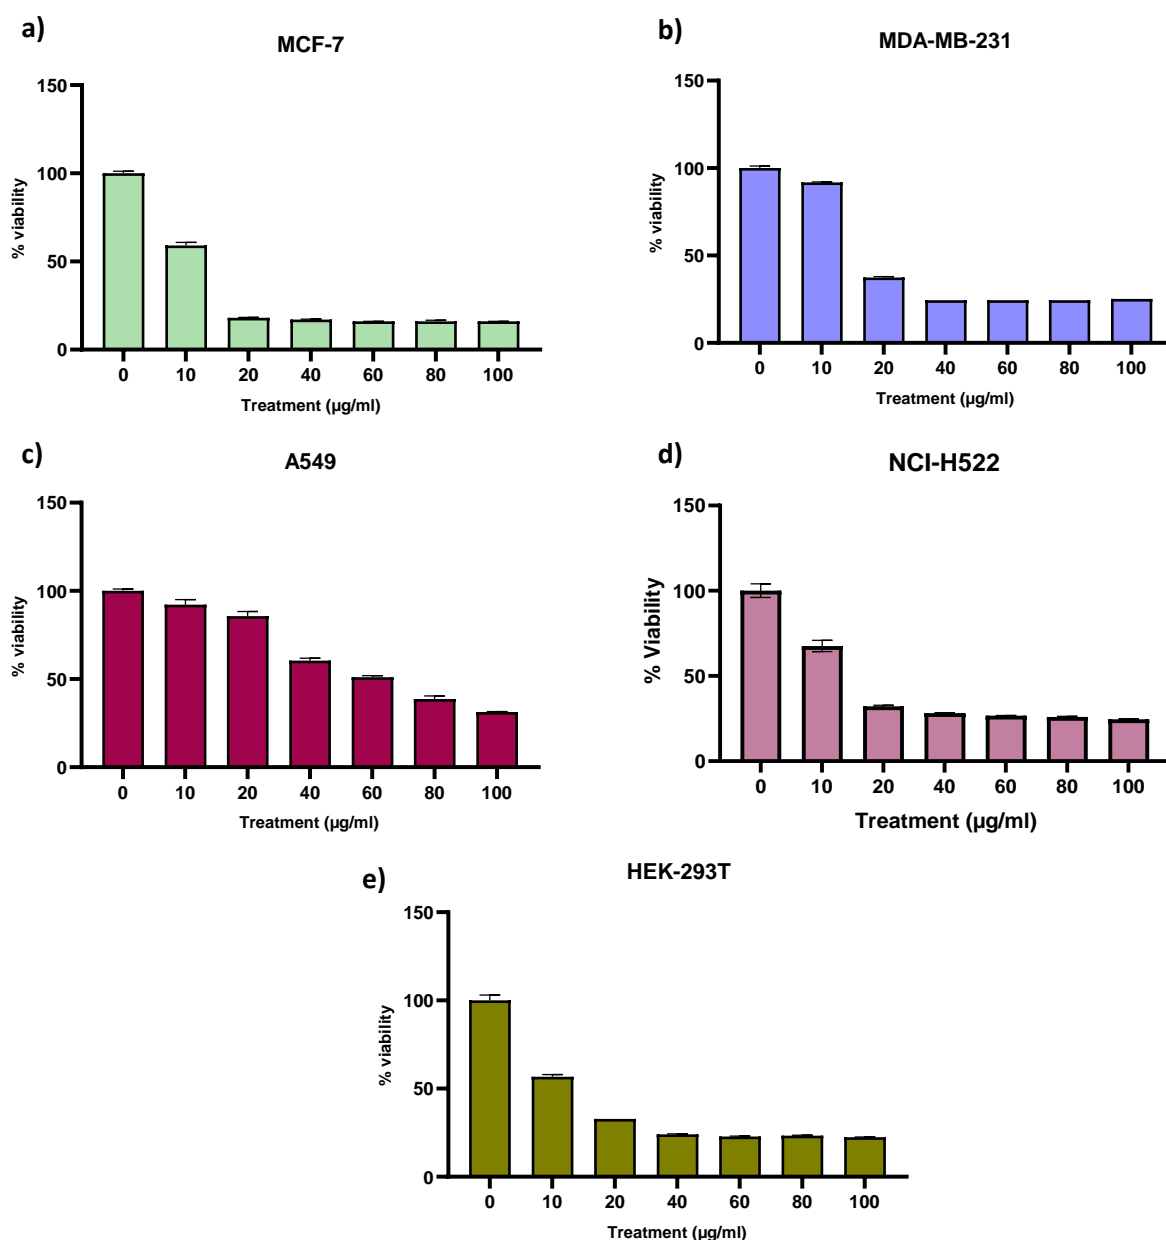 a)
MCF-7
150
100
50
0
% viability
0 10 20 40 60 80 100
Treatment (µg/ml)
b)
MDA-MB-231
150
100
50
0
% viability
0 10 20 40 60 80 100
Treatment (µg/ml)
c)
A549
150
100
50
0
% viability
0 10 20 40 60 80 100
Treatment (µg/ml)
d)
NCI-H522
150
100
50
0
% Viability
0 10 20 40 60 80 100
Treatment (µg/ml)
e)
HEK-293T
150
100
50
0
% viability
0 10 20 40 60 80 100
Treatment (µg/ml)